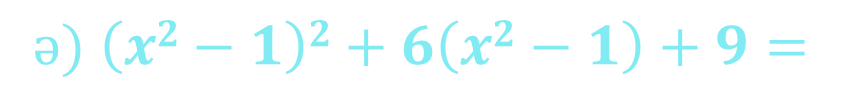 ә) (x² − 1)² + 6(x² − 1) + 9 =